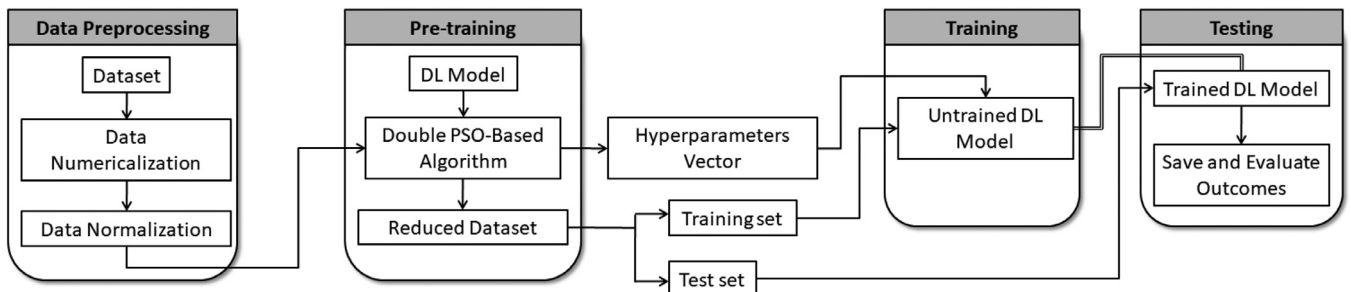 Data Preprocessing
Dataset
Data
Numericalization
Data Normalization
Pre-training
DL Model
Double PSO-Based
Algorithm
Reduced Dataset
Hyperparameters
Vector
Training set
Test set
Training
Untrained DL
Model
Testing
Trained DL Model
Save and Evaluate
Outcomes